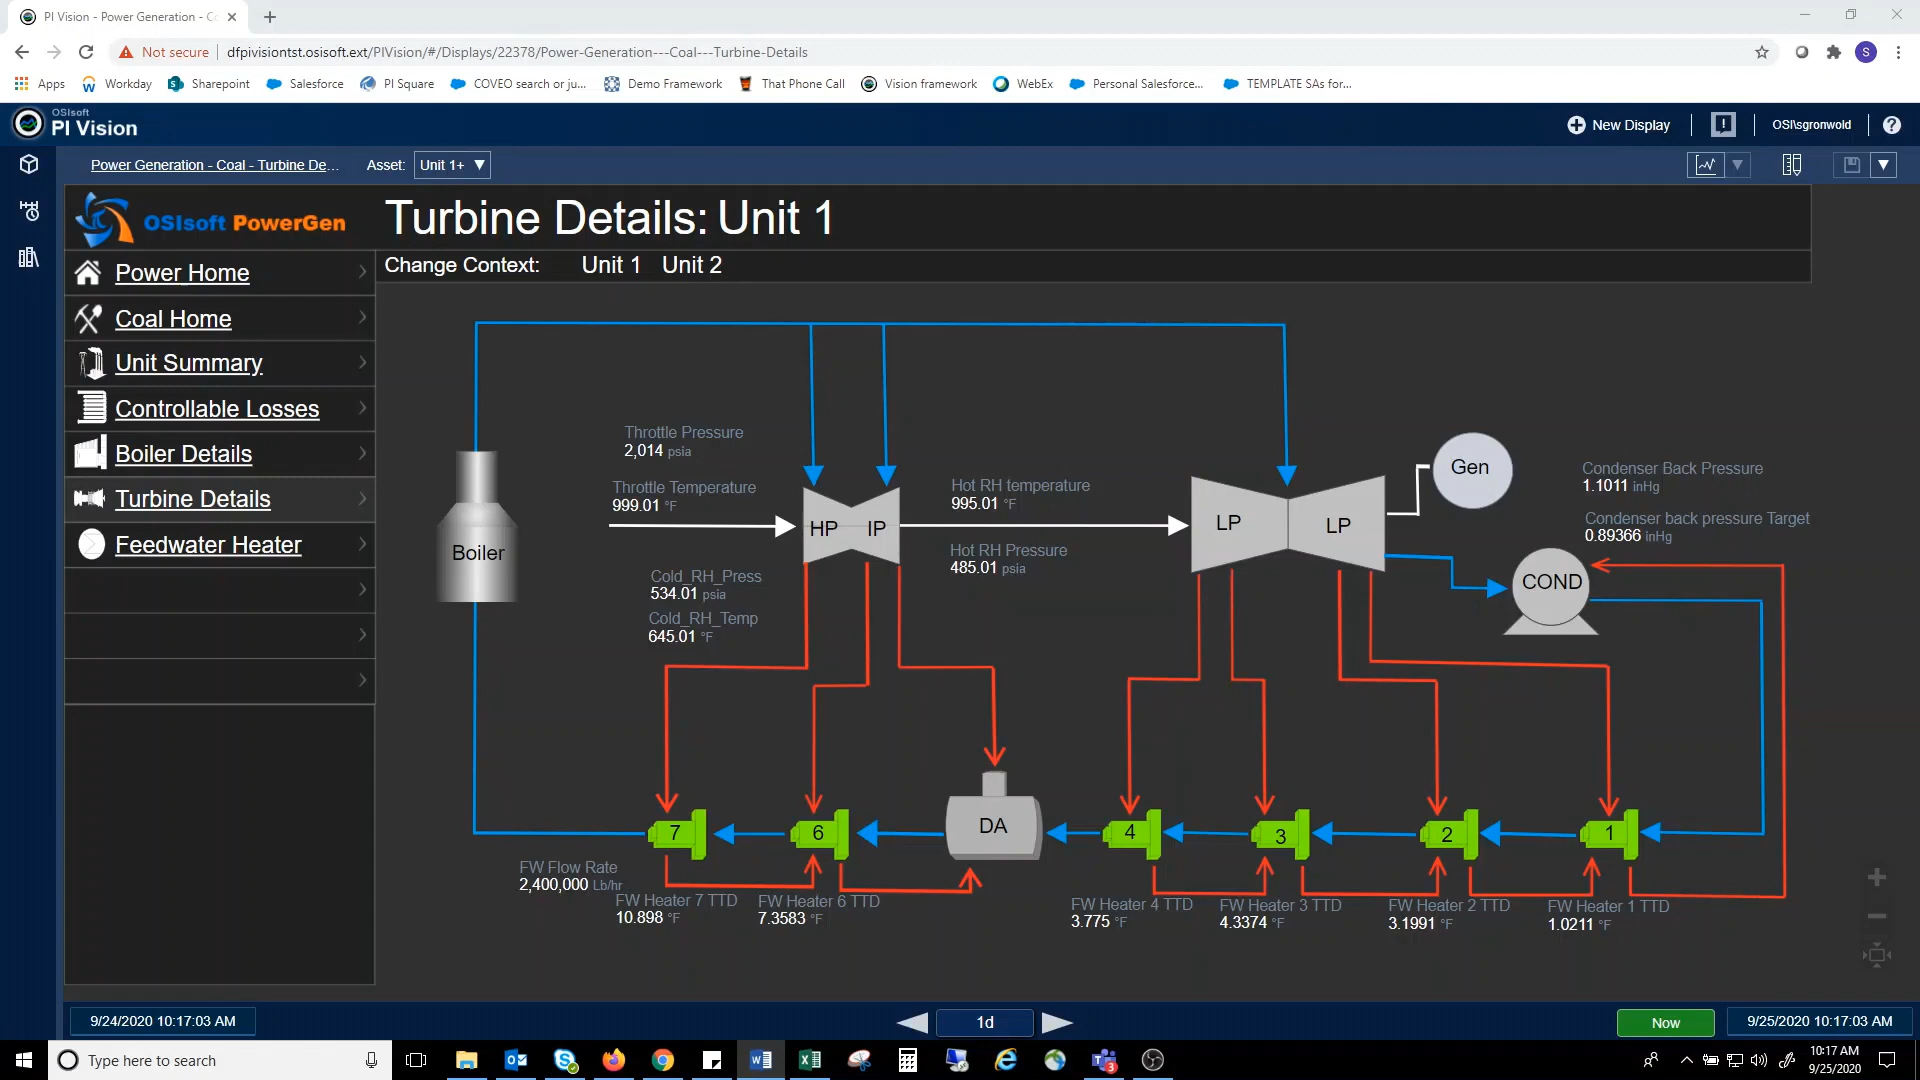 PI Vision - Power Generation - Co
Not secure
dfpivisiontst.osisoft.ext/PIVision/#/Displays/22378/Power-Generation---Coal---Turbine-Details
S
Apps
Workday
Sharepoint
Salesforce
PI Square
COVEO search or ju...
Demo Framework
That Phone Call
Vision framework
WebEx
Personal Salesforce...
TEMPLATE SAs for...
OSIsoft
PI Vision
New Display
OSI\sgronwold
Power Generation - Coal - Turbine De...
Asset:
Unit 1+
OSIsoft PowerGen
Turbine Details: Unit 1
Change Context: Unit 1 Unit 2
Power Home
Coal Home
Unit Summary
Controllable Losses
Boiler Details
Turbine Details
Feedwater Heater
Throttle Pressure
2,014 psia
Throttle Temperature
999.01 °F
Hot RH temperature
995.01 °F
Hot RH Pressure
485.01 psia
Cold_RH_Press
534.01 psia
Cold_RH_Temp
645.01 °F
Boiler
HP
IP
LP
LP
Gen
COND
Condenser Back Pressure
1.1011 inHg
Condenser back pressure Target
0.89366 inHg
7
6
DA
4
3
2
1
FW Flow Rate
2,400,000 Lb/hr
FW Heater 7 TTD
10.898 °F
FW Heater 6 TTD
7.3583 °F
FW Heater 4 TTD
3.775 °F
FW Heater 3 TTD
4.3374 °F
FW Heater 2 TTD
3.1991 °F
FW Heater 1 TTD
1.0211 °F
9/24/2020 10:17:03 AM
1d
Now
9/25/2020 10:17:03 AM
Type here to search
3
10:17 AM
9/25/2020